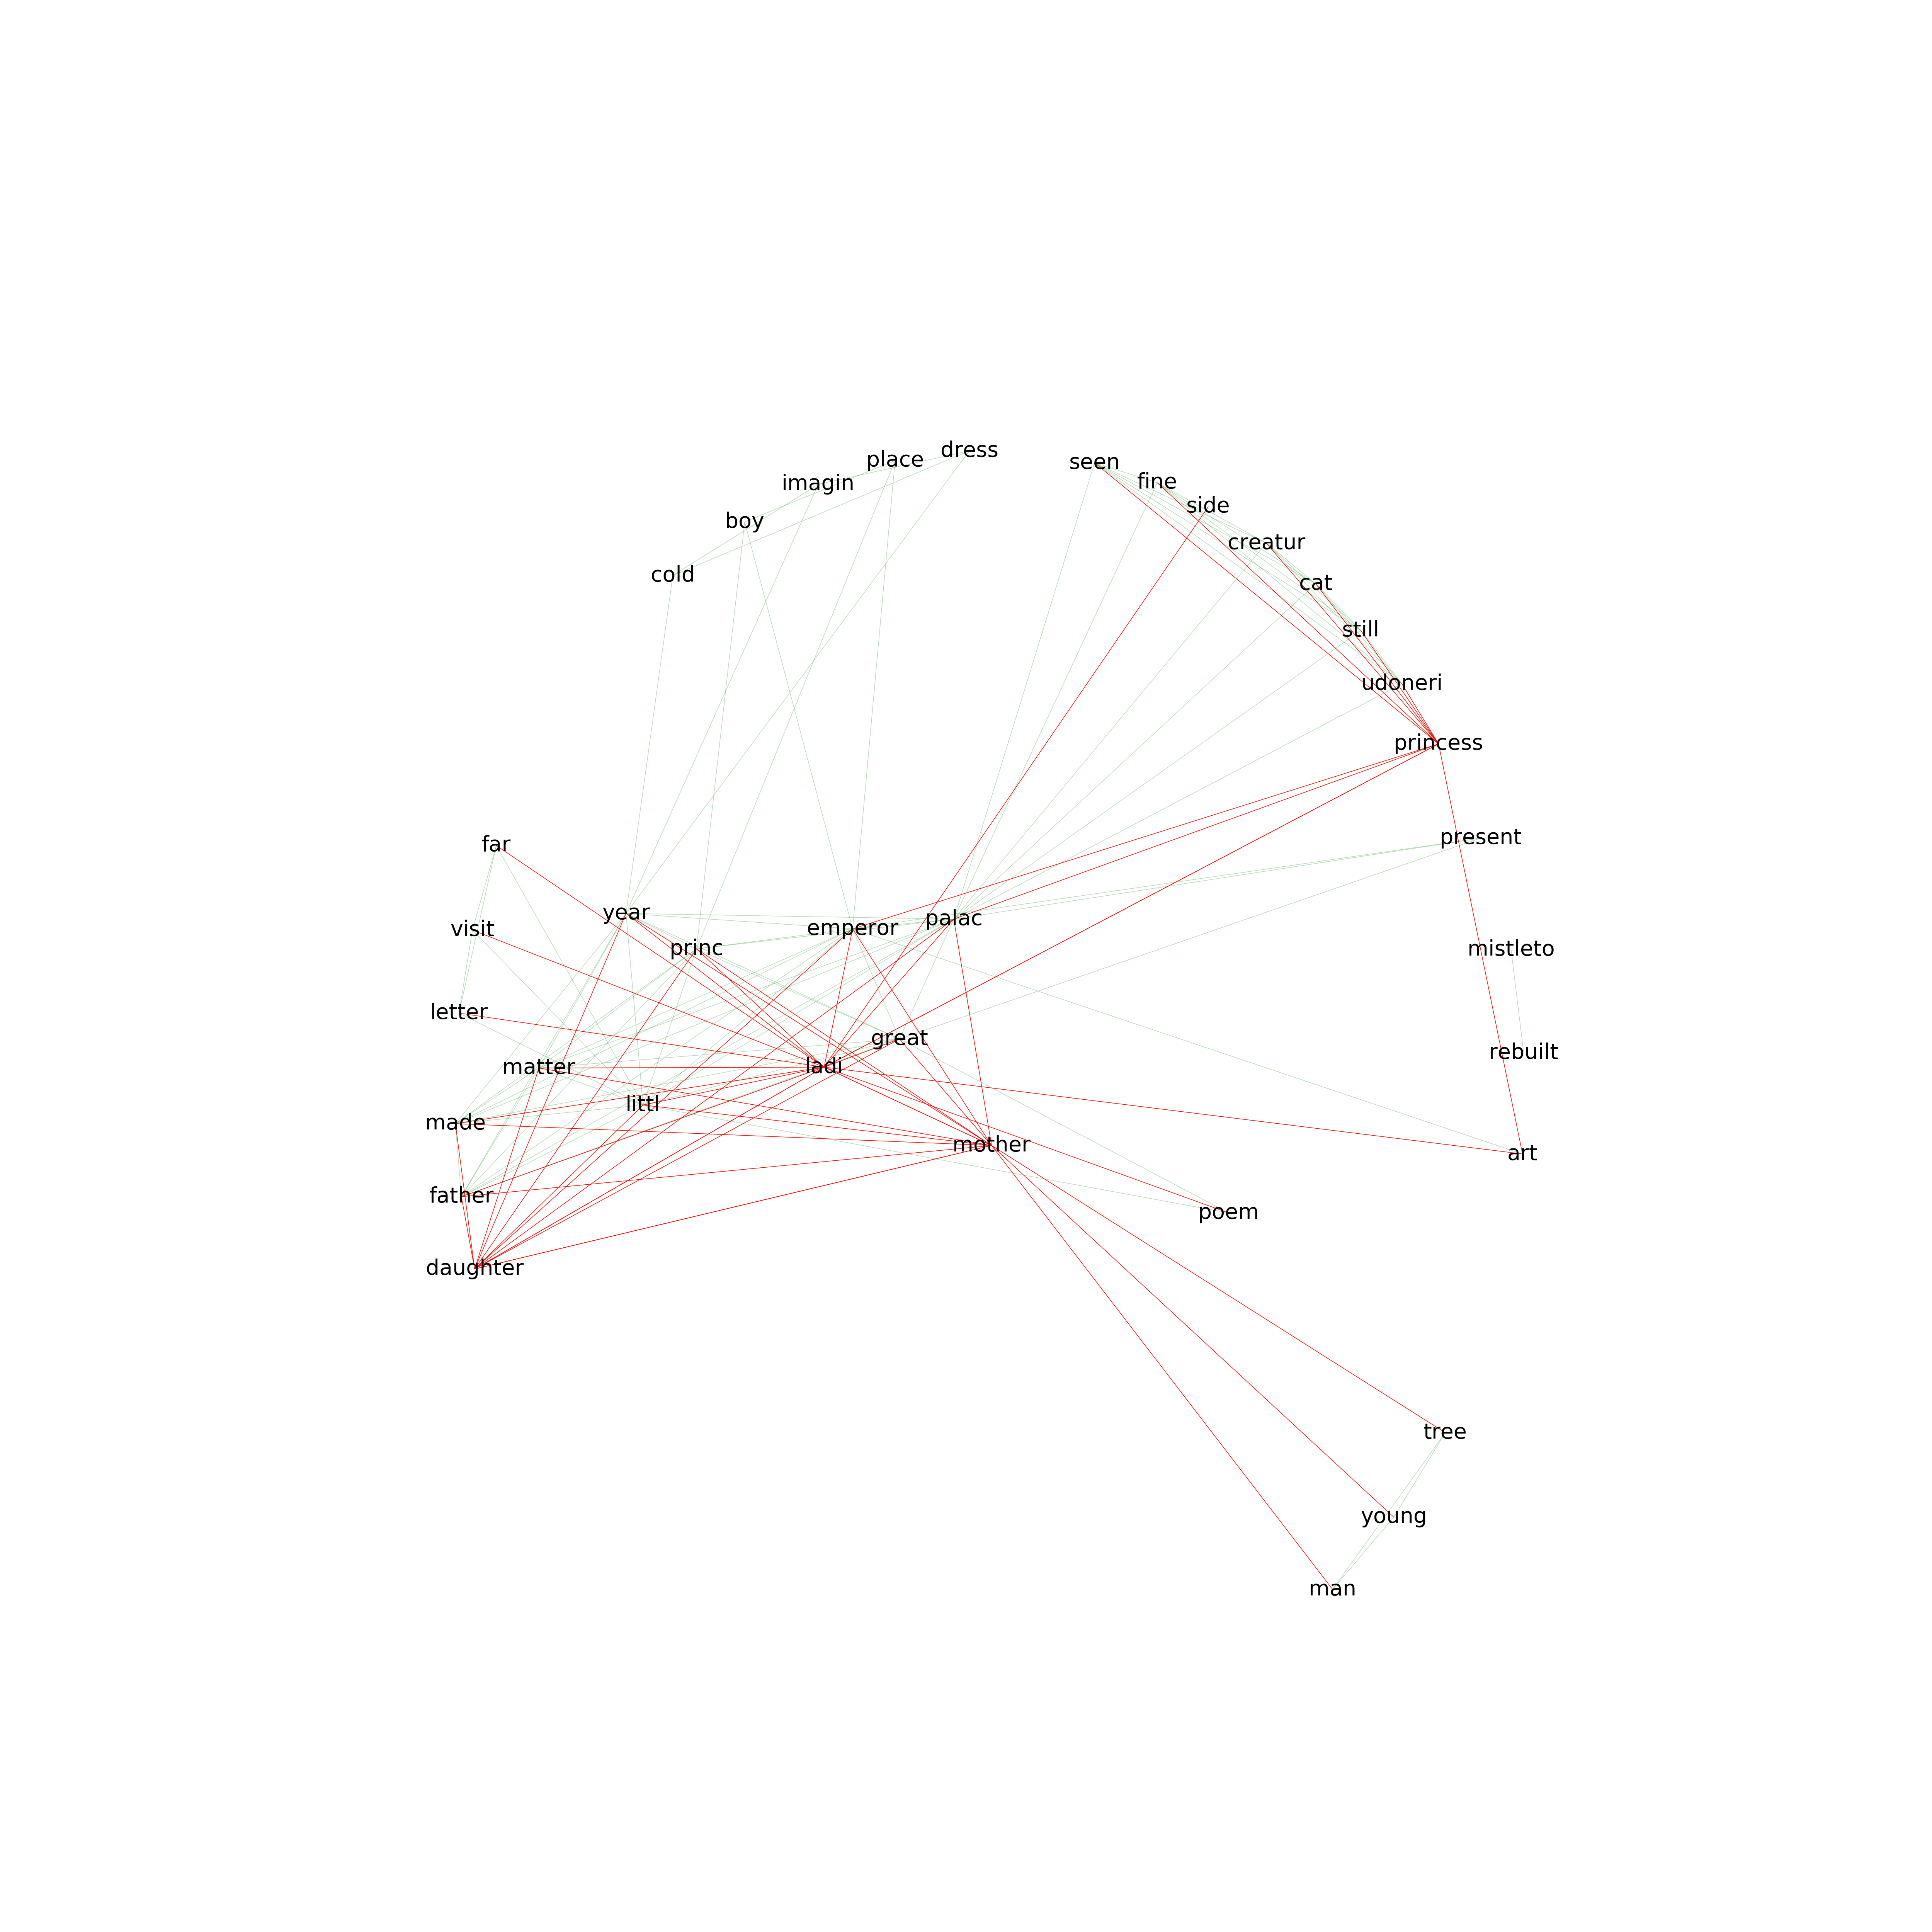 dress
place
seen
fine
imagin
side
boy
creatur
cold
cat
still
udoneri
princess
present
far
year
palac
visit
emperor
princ
mistleto
letter
great
rebuilt
ladi
matter
littl
made
mother
art
father
poem
daughter
tree
young
man